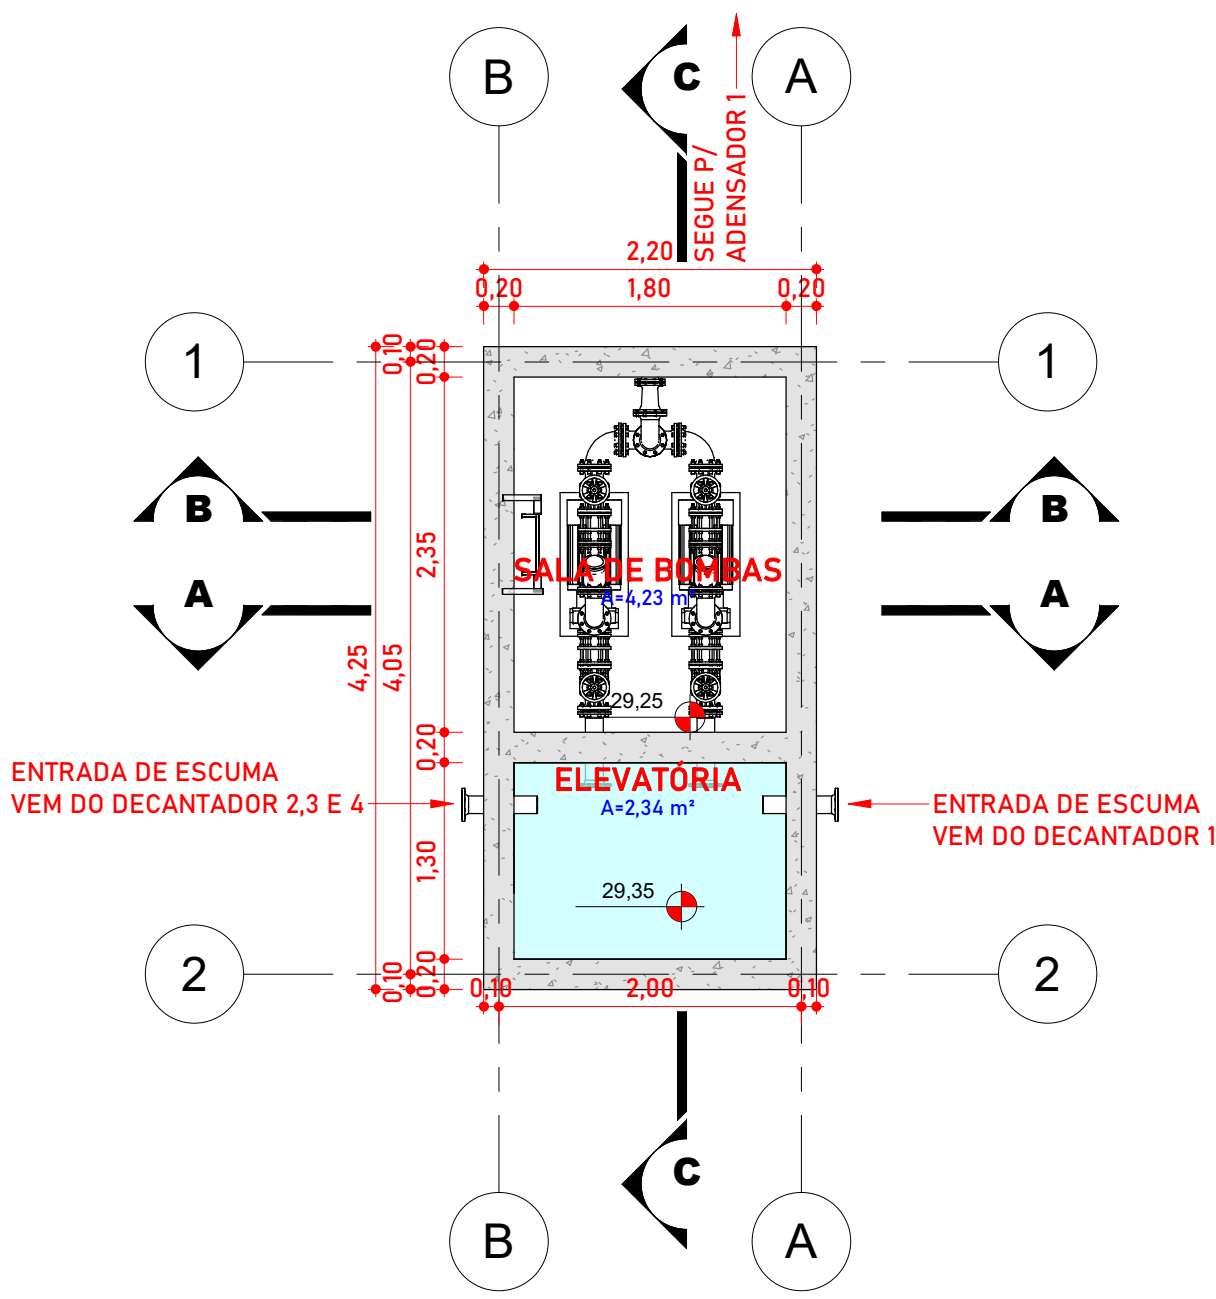 B
C
A
SEGUE P/
ADENSADOR 1
2,20
0,20
1,80
0,20
1
0,10
0,20
1
B
B
2,35
SALA DE BOMBAS
A=4,23 m²
A
A
4,25
4,05
29,25
0,20
ENTRADA DE ESCUMA
VEM DO DECANTADOR 2,3 E 4
ELEVATÓRIA
A=2,34 m²
ENTRADA DE ESCUMA
VEM DO DECANTADOR 1
1,30
29,35
2
0,10
0,20
2
0,10
2,00
0,10
C
B
A